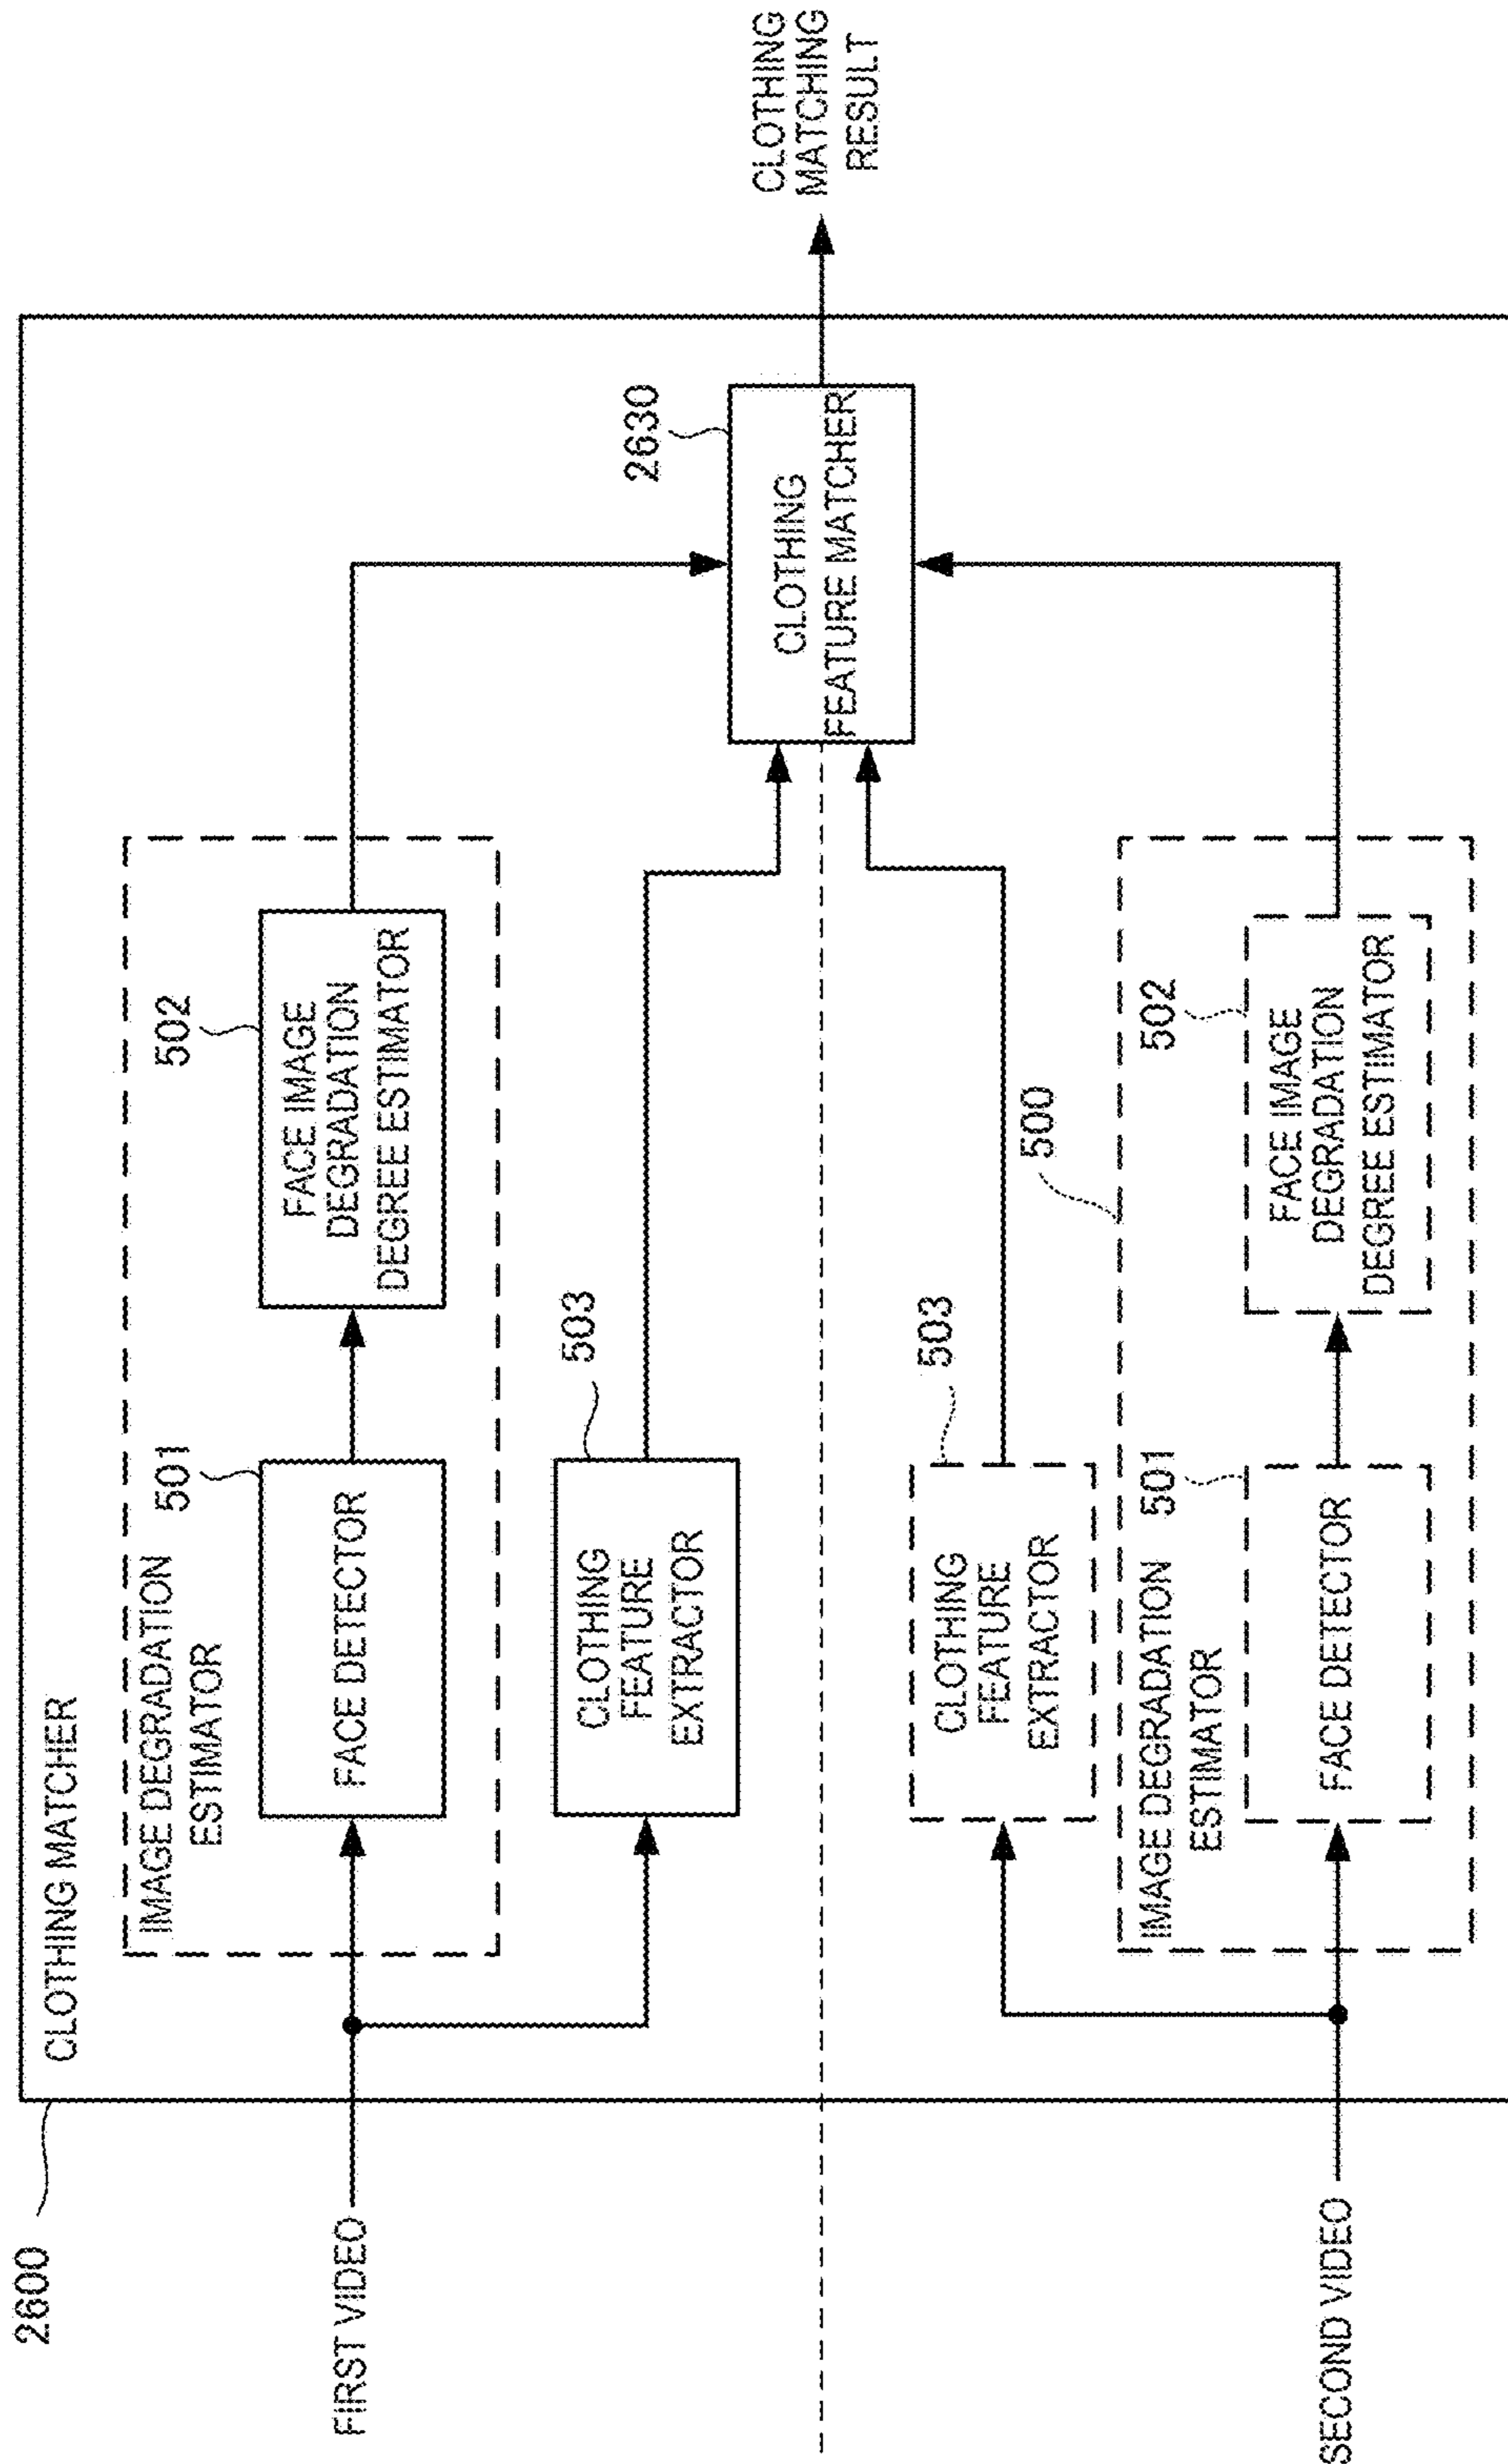 2600
CLOTHING MATCHER
FIRST VIDEO
IMAGE DEGRADATION
ESTIMATOR
501
FACE DETECTOR
502
FACE IMAGE
DEGRADATION
DEGREE ESTIMATOR
503
CLOTHING
FEATURE
EXTRACTOR
2630
CLOTHING
FEATURE MATCHER
CLOTHING
MATCHING
RESULT
503
CLOTHING
FEATURE
EXTRACTOR
500
SECOND VIDEO
IMAGE DEGRADATION
ESTIMATOR
501
FACE DETECTOR
502
FACE IMAGE
DEGRADATION
DEGREE ESTIMATOR